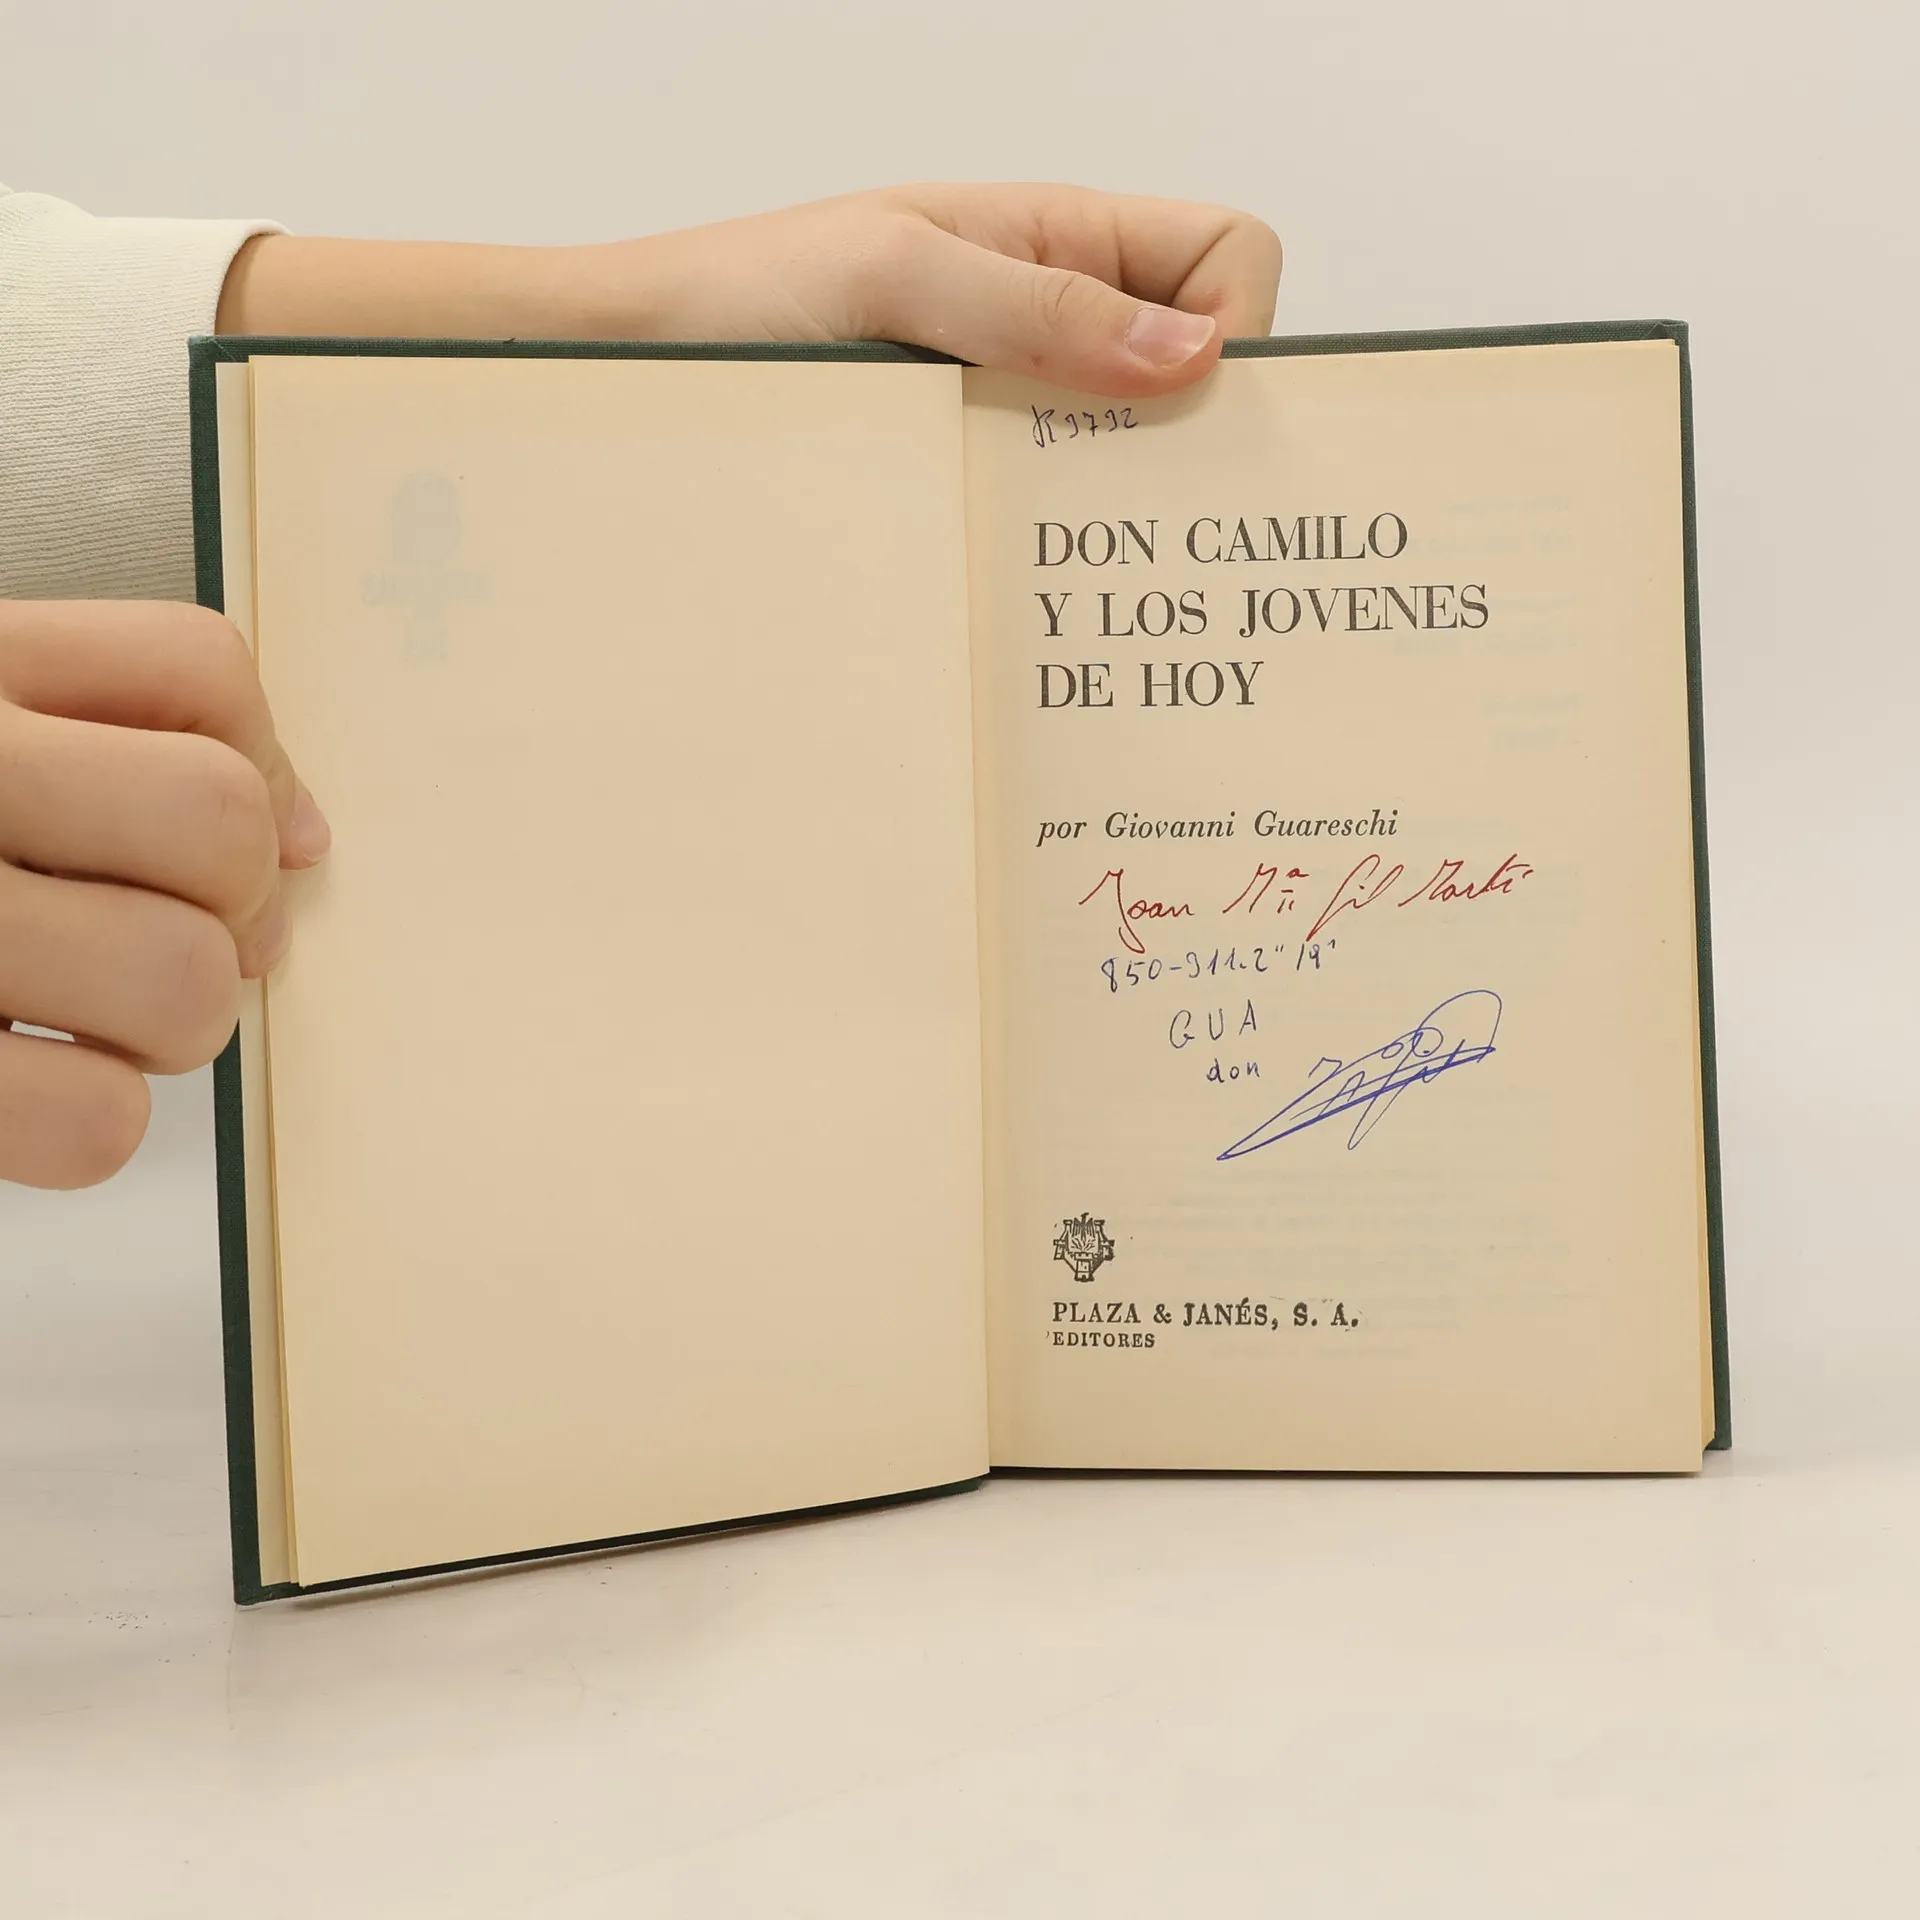 R 9792
DON CAMILO
Y LOS JOVENES
DE HOY
por Giovanni Guareschi
Joan Mª Gil Martí
850-311.2"19"
GUA
don
PLAZA & JANÉS, S. A.
EDITORES